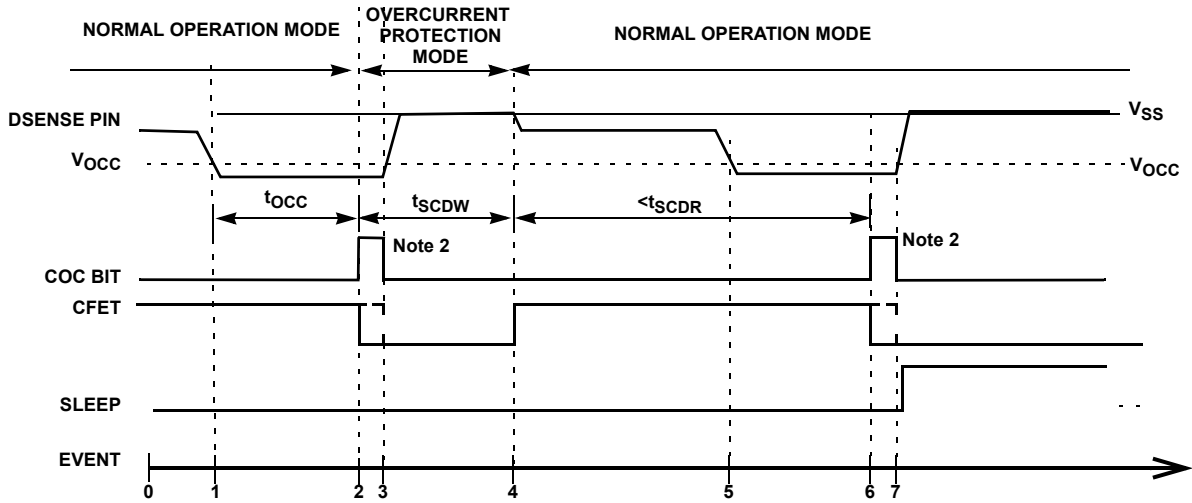 NORMAL OPERATION MODE
OVERCURRENT
PROTECTION
MODE
NORMAL OPERATION MODE
DSENSE PIN
VSS
VOCC
VOCC
tOCC
tSCDW
<tSCDR
Note 2
Note 2
COC BIT
CFET
SLEEP
EVENT
0 1 2 3 4 5 6 7